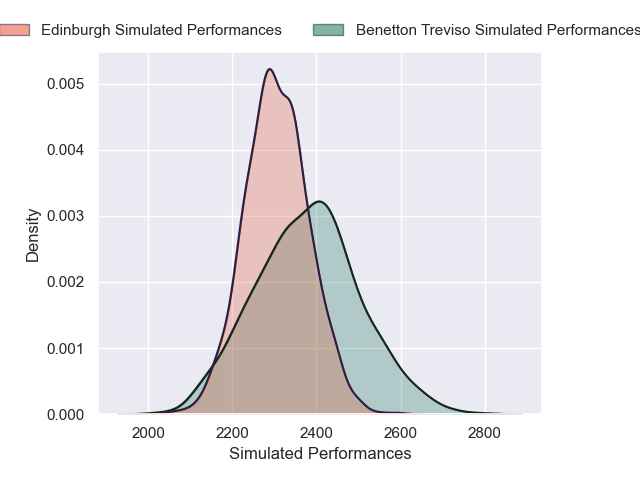 Edinburgh Simulated Performances
Benetton Treviso Simulated Performances
0.005
0.004
0.003
0.002
0.001
0.000
Density
2000 2200 2400 2600 2800
Simulated Performances